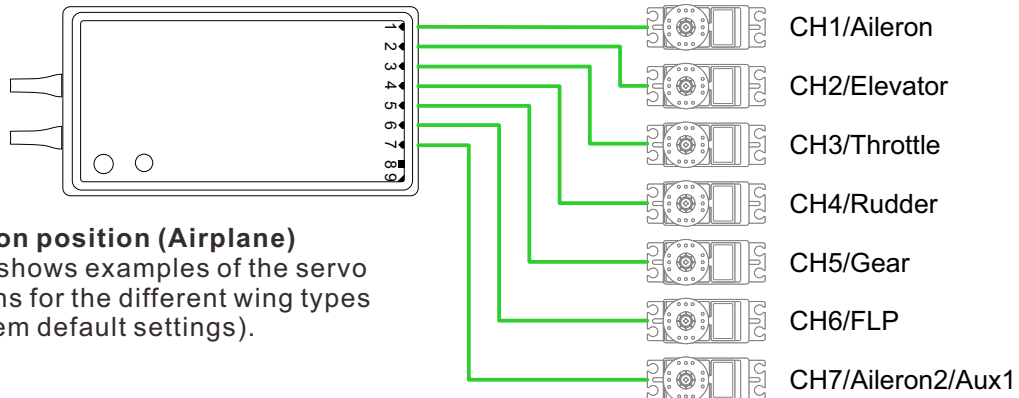 1
2
3
4
5
6
7
8
9
CH1/Aileron
CH2/Elevator
CH3/Throttle
CH4/Rudder
CH5/Gear
CH6/FLP
CH7/Aileron2/Aux1
on position (Airplane)
shows examples of the servo
ns for the different wing types
em default settings).